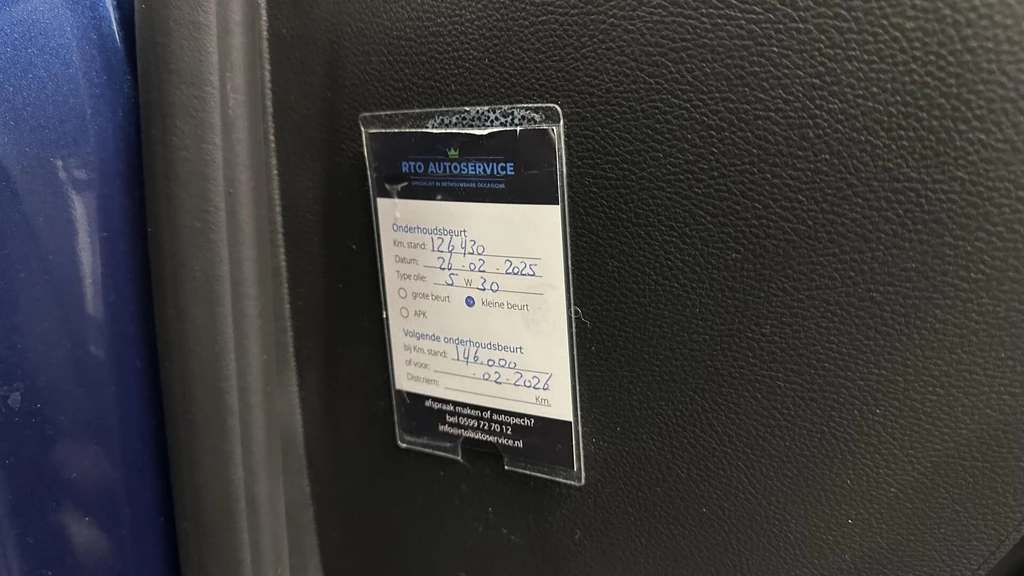 RTO AUTOSERVICE
SPECIALIST IN BETROUWBARE OCCASIONS
Onderhoudsbeurt
Km. stand: 126430
Datum: 26-02-2025
Type olie: 5 W 30
grote beurt kleine beurt
APK
Volgende onderhoudsbeurt
bij Km. stand: 146.000
of voor: -02-2026
Distr.riem: Km.
afspraak maken of autopech?
bel 0599 72 70 12
info@rtoautoservice.nl